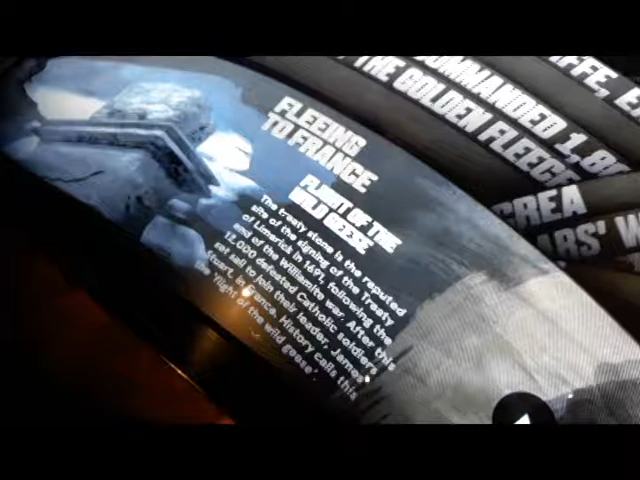 FLEEING
TO FRANCE
FLIGHT OF THE
WILD GEESE
The treaty stone is the reputed
site of the signing of the Treaty
of Limerick in 1691, following the
end of the Williamite war. After this
12,000 defeated Catholic soldiers
set sail to join their leader, James
Stuart, in France. History calls this
the 'flight of the wild geese'.
COMMANDED 1,80
THE GOLDEN FLEECE
ARS' W